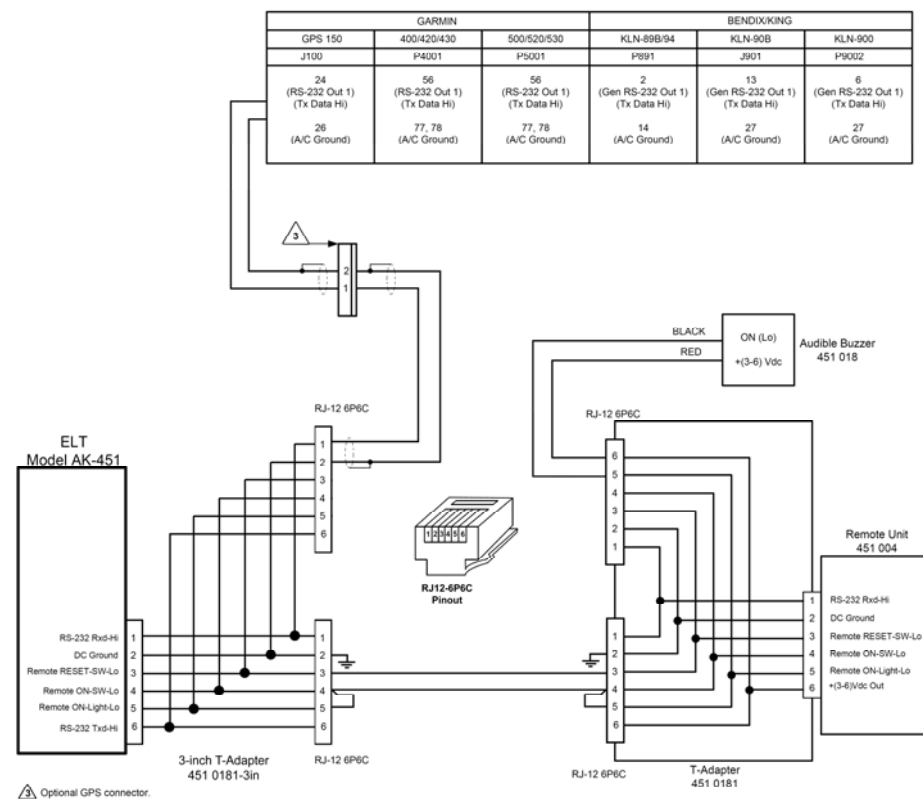 GARMIN BENDIX/KING
GPS 150 400/420/430 500/520/530 KLN-89B/94 KLN-90B KLN-900
J100 P4001 P5001 P891 J901 P9002
24 56 56 2 13 6
(RS-232 Out 1) (RS-232 Out 1) (RS-232 Out 1) (Gen RS-232 Out 1) (Gen RS-232 Out 1) (Gen RS-232 Out 1)
(Tx Data Hi) (Tx Data Hi) (Tx Data Hi) (Tx Data Hi) (Tx Data Hi) (Tx Data Hi)
26 77, 78 77, 78 14 27 27
(A/C Ground) (A/C Ground) (A/C Ground) (A/C Ground) (A/C Ground) (A/C Ground)
3
2
1
BLACK
RED
ON (Lo)
+(3-6) Vdc
Audible Buzzer
451 018
RJ-12 6P6C
1
2
3
4
5
6
RJ-12 6P6C
6
5
4
3
2
1
ELT
Model AK-451
1 2 3 4 5 6
RJ12-6P6C
Pinout
Remote Unit
451 004
1 RS-232 Rxd-Hi
2 DC Ground
3 Remote RESET-SW-Lo
4 Remote ON-SW-Lo
5 Remote ON-Light-Lo
6 +(3-6)Vdc Out
RS-232 Rxd-Hi 1
DC Ground 2
Remote RESET-SW-Lo 3
Remote ON-SW-Lo 4
Remote ON-Light-Lo 5
RS-232 Txd-Hi 6
1
2
3
4
5
6
1
2
3
4
5
6
3-inch T-Adapter
451 0181-3in
RJ-12 6P6C
RJ-12 6P6C
T-Adapter
451 0181
3 Optional GPS connector.